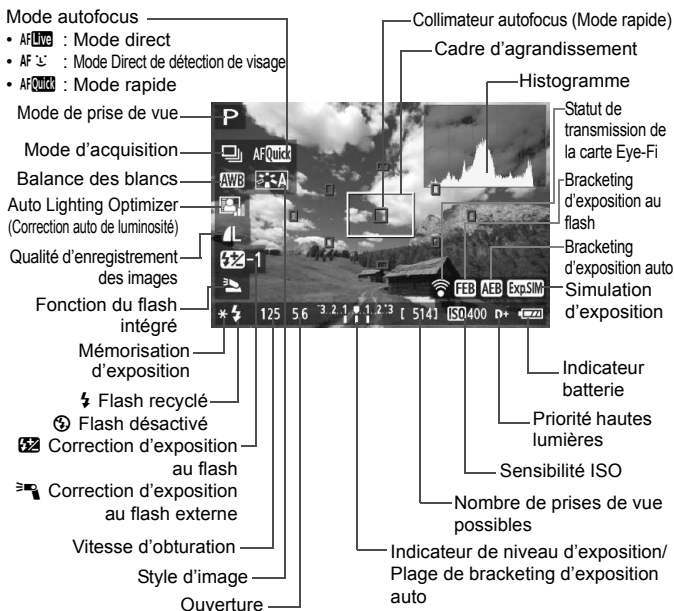 Mode autofocus
• AF Live : Mode direct
• AF : Mode Direct de détection de visage
• AF Quick : Mode rapide
Mode de prise de vue
Mode d'acquisition
Balance des blancs
Auto Lighting Optimizer
(Correction auto de luminosité)
Qualité d'enregistrement
des images
Fonction du flash
intégré
Mémorisation
d'exposition
Flash recyclé
Flash désactivé
Correction d'exposition
au flash
Correction d'exposition
au flash externe
Vitesse d'obturation
Style d'image
Ouverture
Collimateur autofocus (Mode rapide)
Cadre d'agrandissement
Histogramme
Statut de
transmission de
la carte Eye-Fi
Bracketing
d'exposition au
flash
Bracketing
d'exposition auto
Simulation
d'exposition
Indicateur
batterie
Priorité hautes
lumières
Sensibilité ISO
Nombre de prises de vue
possibles
Indicateur de niveau d'exposition/
Plage de bracketing d'exposition
auto
P
AF Quick
AWB
A
L
-1
FEB AEB Exp.SIM
125 5.6 3..2..1..▼..1..2..3 [ 514] ISO 400 D+